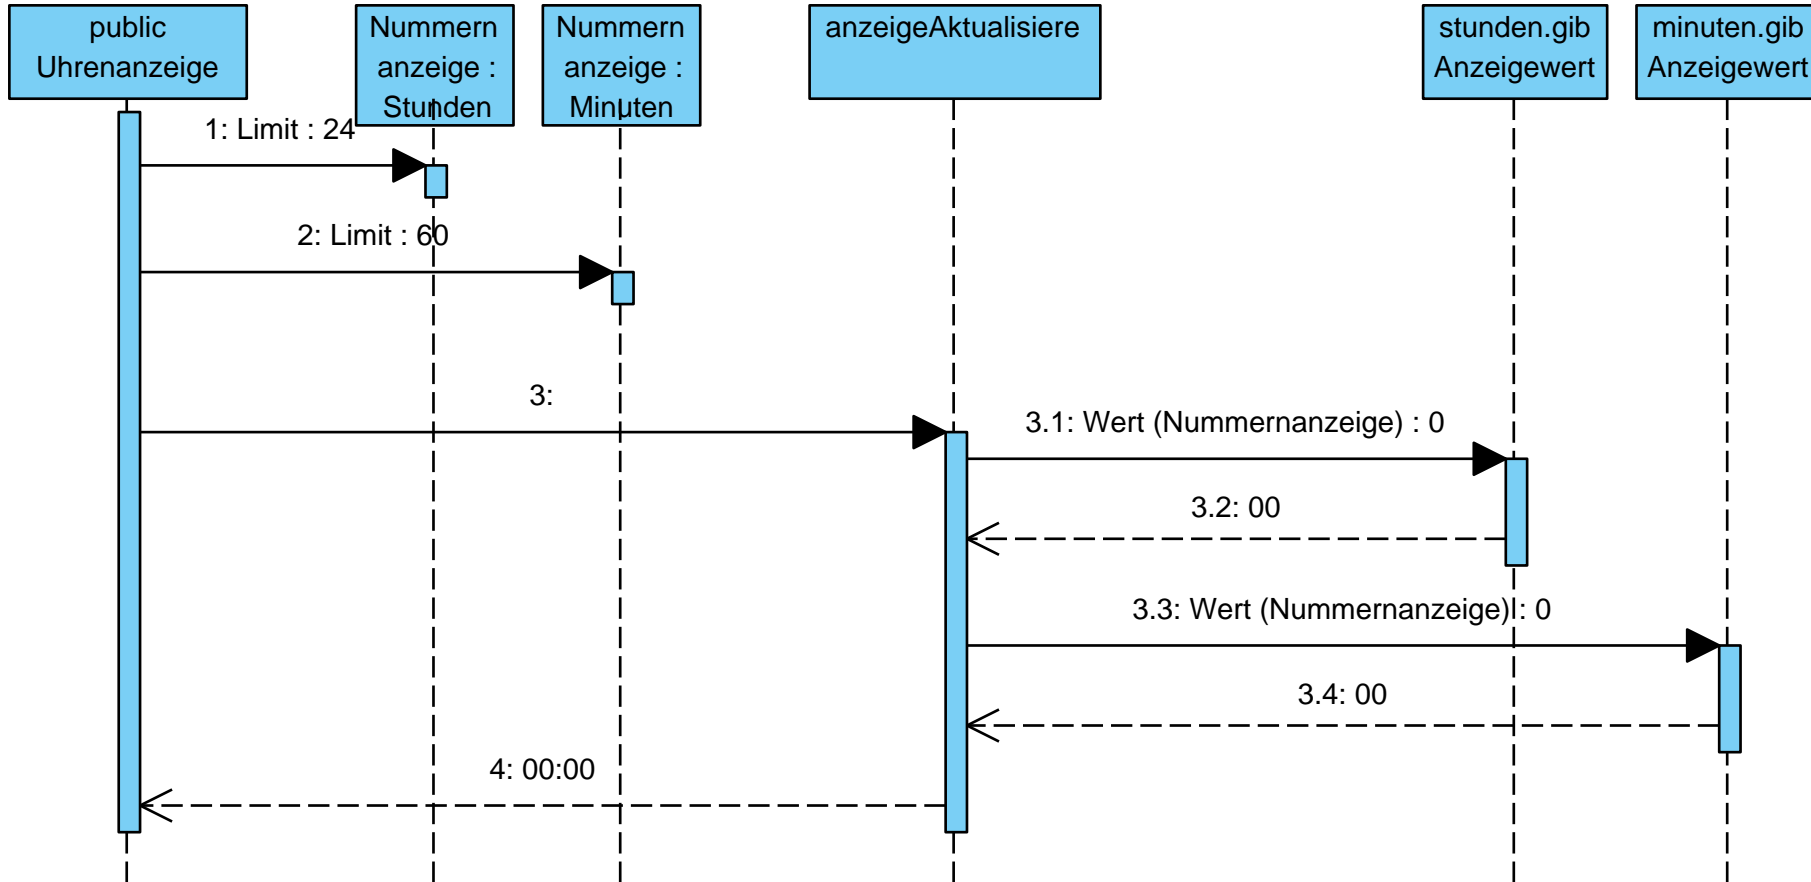 public
Uhrenanzeige
Nummern
anzeige :
Stunden
Nummern
anzeige :
Minuten
anzeigeAktualisiere
stunden.gib
Anzeigewert
minuten.gib
Anzeigewert
1: Limit : 24
2: Limit : 60
3:
3.1: Wert (Nummernanzeige) : 0
3.2: 00
3.3: Wert (Nummernanzeige) : 0
3.4: 00
4: 00:00